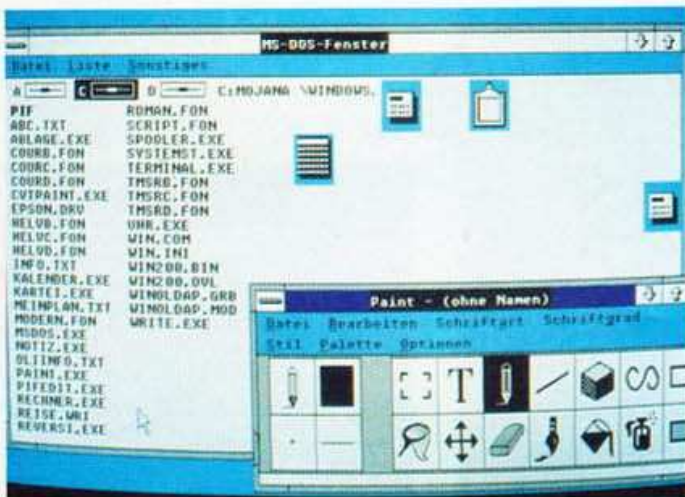 MS-DOS-Fenster
Datei Liste Sonstiges
A C D C:MOJANA \WINDOWS.
PIF ROMAN.FON
ABC.TXT SCRIPT.FON
ABLAGE.EXE SPOOLER.EXE
COURB.FON SYSTEMST.EXE
COURC.FON TERMINAL.EXE
COURD.FON TMSRB.FON
CVTPAINT.EXE TMSRC.FON
EPSON.DRV TMSRD.FON
HELVB.FON UHR.EXE
HELVC.FON WIN.COM
HELVD.FON WIN.INI
INFO.TXT WIN200.BIN
KALENDER.EXE WIN200.OVL
KARTEI.EXE WINOLDAP.GRB
MEINPLAN.TXT WINOLDAP.MOD
MODERN.FON WRITE.EXE
MSDOS.EXE
NOTIZ.EXE
OLIINFO.TXT
PAINT.EXE
PIFEDIT.EXE
RECHNER.EXE
REISE.WRI
REVERSI.EXE
Paint - (ohne Namen)
Datei Bearbeiten Schriftart Schriftgrad
Stil Palette Optionen
T